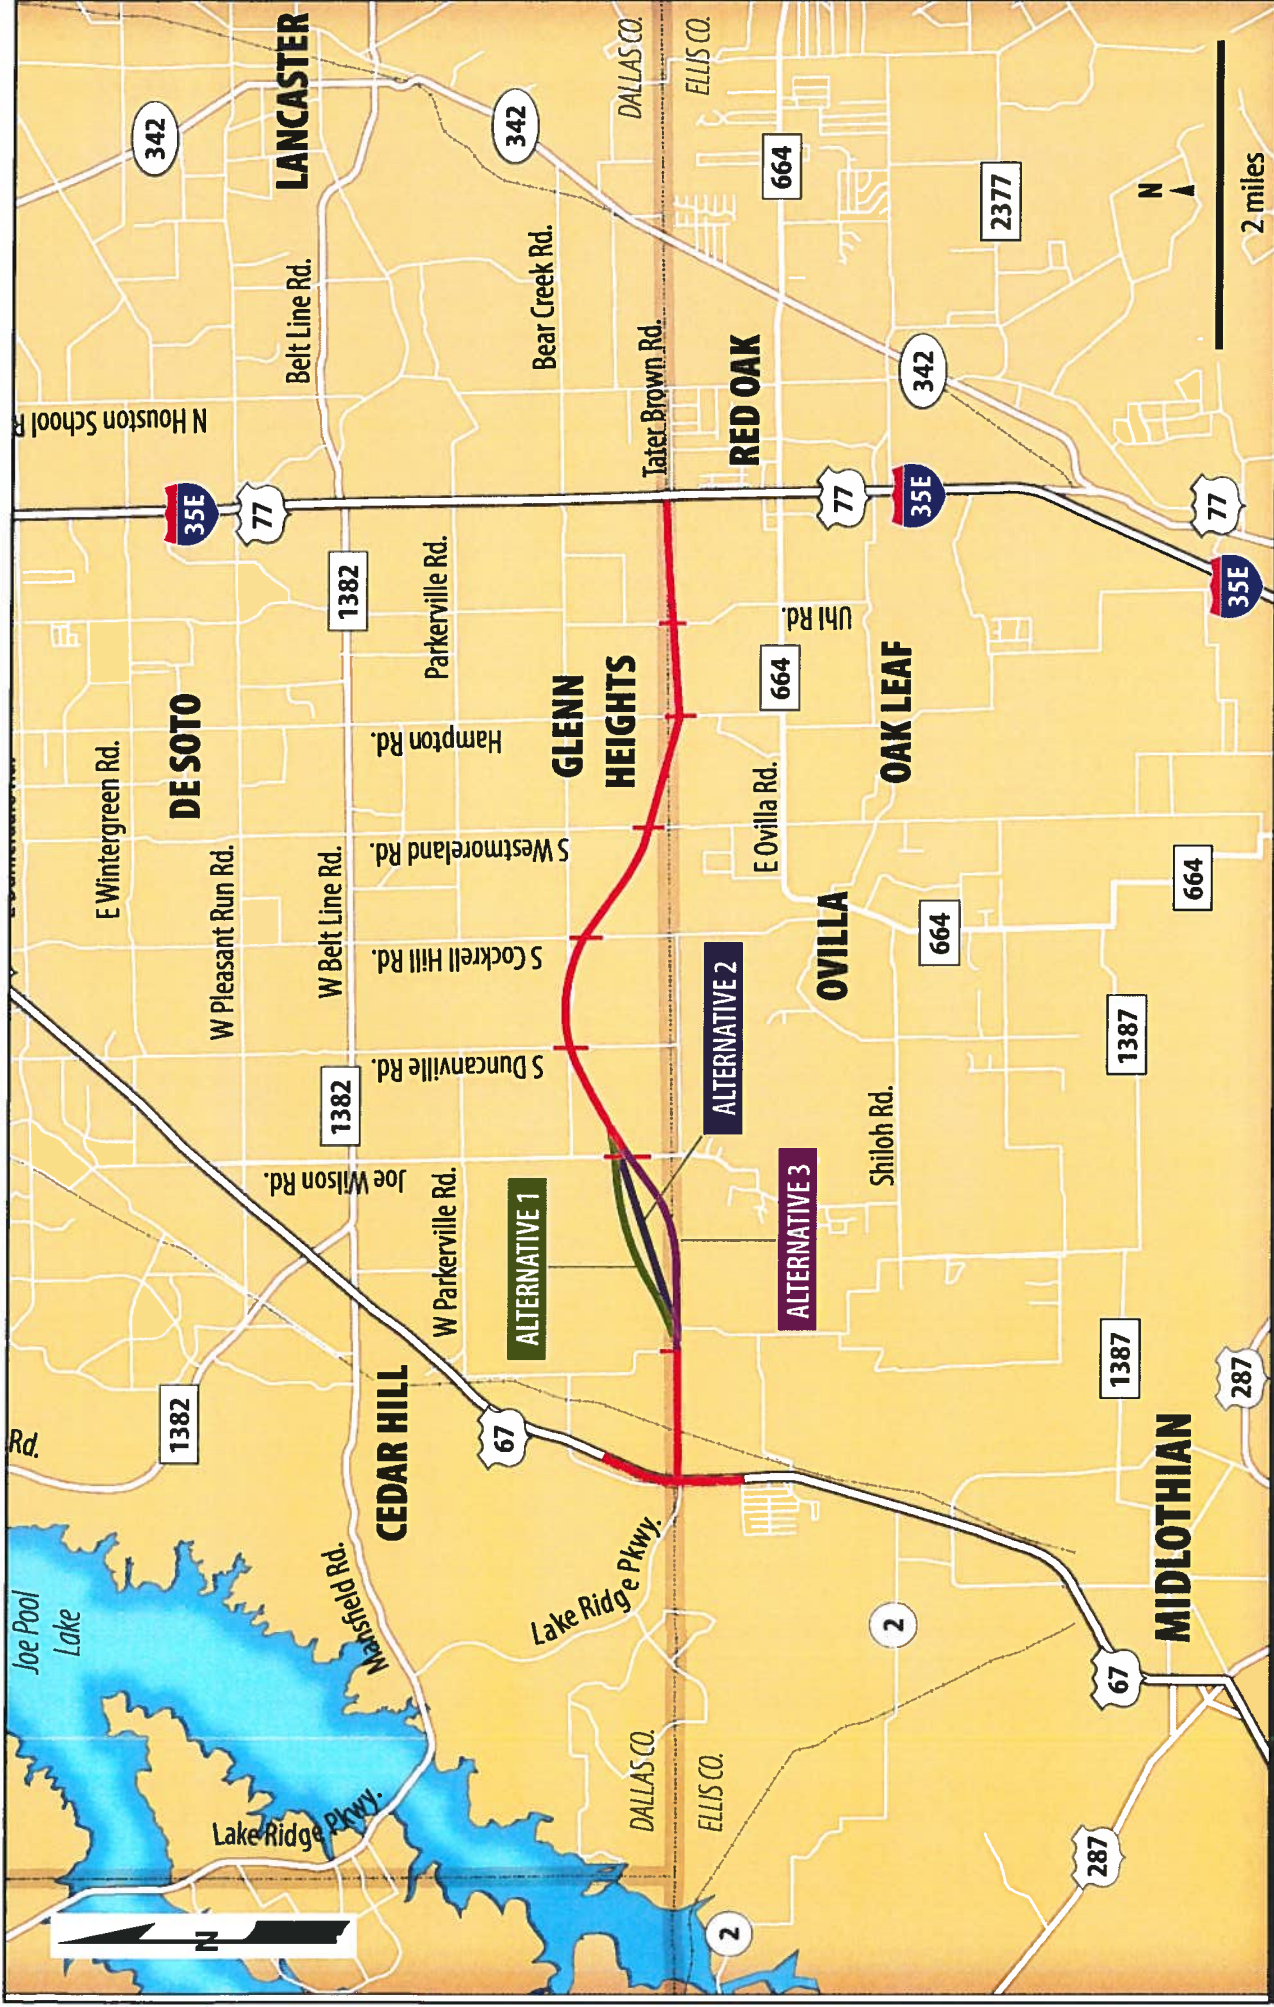 Joe Pool
Lake
Rd.
N Houston School R
E Wintergreen Rd.
342
1382
DE SOTO
35E
N
Lake Ridge Pkwy.
W Pleasant Run Rd.
77
LANCASTER
Joe Wilson Rd.
Belt Line Rd.
Mansfield Rd.
1382
W Belt Line Rd.
1382
CEDAR HILL
S Duncanville Rd.
S Cockrell Hill Rd.
S Westmoreland Rd.
Hampton Rd.
W Parkerville Rd.
Parkerville Rd.
67
ALTERNATIVE 1
Bear Creek Rd.
342
GLENN
HEIGHTS
Lake Ridge Pkwy.
DALLAS CO.
Tater Brown Rd.
DALLAS CO.
ELLIS CO.
ELLIS CO.
2
ALTERNATIVE 2
RED OAK
ALTERNATIVE 3
E Ovilla Rd.
664
664
Uhl Rd.
OVILLA
77
Shiloh Rd.
2
OAK LEAF
35E
342
664
2377
287
67
1387
1387
MIDLOTHIAN
664
N
77
287
35E
2 miles